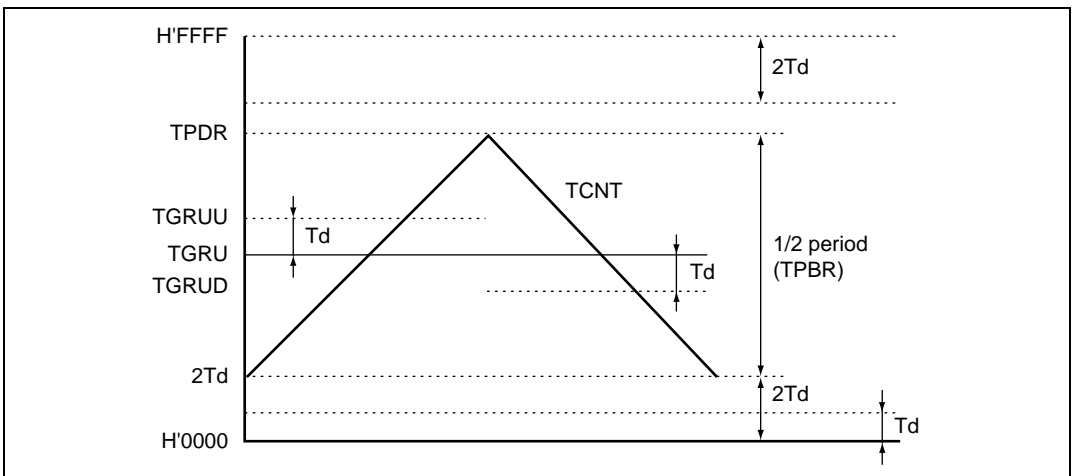 H'FFFF
2Td
TPDR
TCNT
TGRUU
Td
TGRU
1/2 period
(TPBR)
Td
TGRUD
2Td
2Td
Td
H'0000